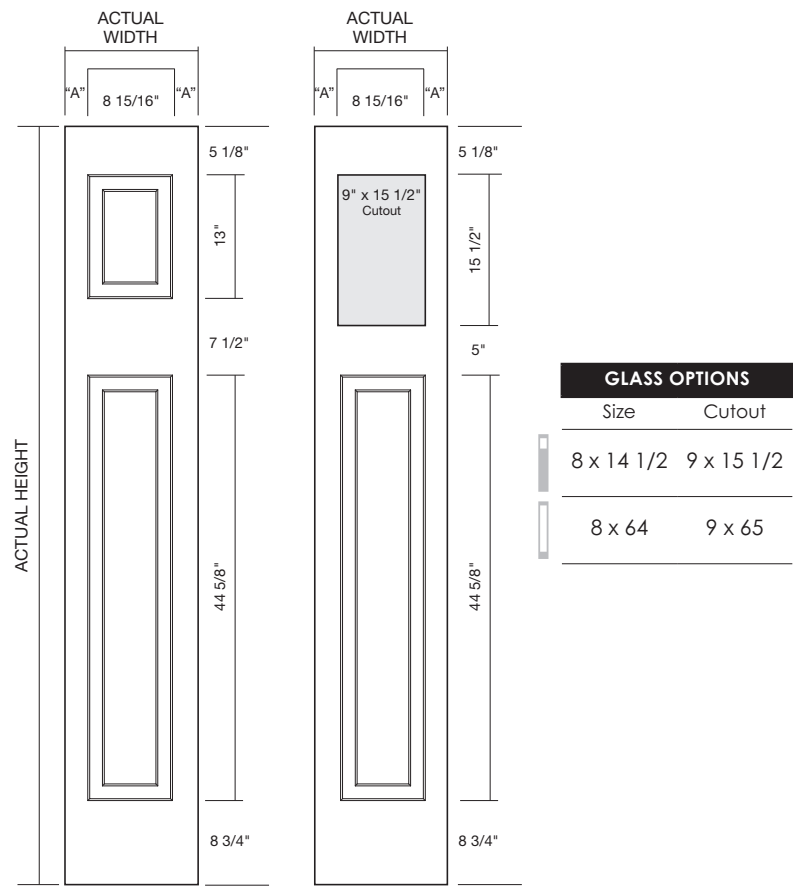 ACTUAL
WIDTH
"A"
8 15/16"
"A"
5 1/8"
13"
7 1/2"
44 5/8"
8 3/4"
ACTUAL HEIGHT
ACTUAL
WIDTH
"A"
8 15/16"
"A"
5 1/8"
9" x 15 1/2"
Cutout
15 1/2"
5"
44 5/8"
8 3/4"
GLASS OPTIONS
Size Cutout
8 x 14 1/2 9 x 15 1/2
8 x 64 9 x 65